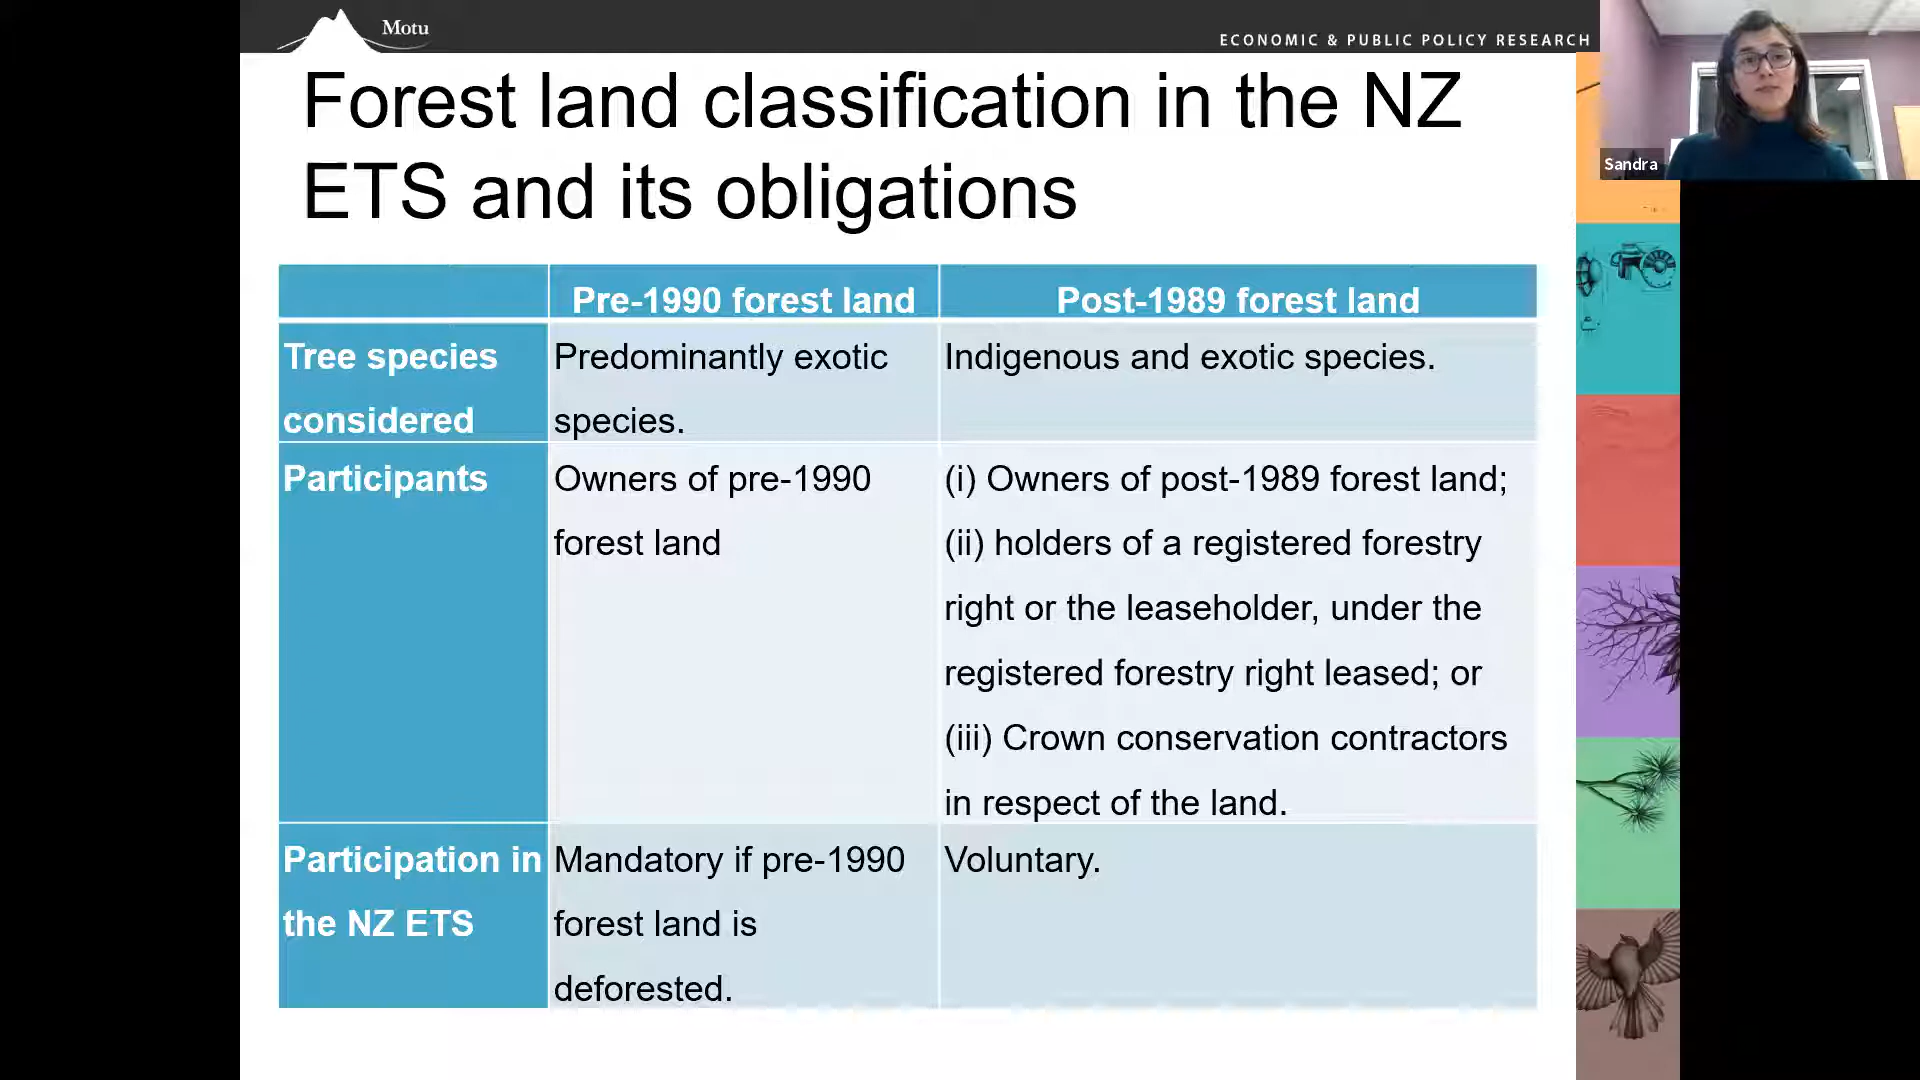 Motu
ECONOMIC & PUBLIC POLICY RESEARCH
Sandra
Forest land classification in the NZ
ETS and its obligations
Pre-1990 forest land
Post-1989 forest land
Tree species
considered
Predominantly exotic
species.
Indigenous and exotic species.
Participants
Owners of pre-1990
forest land
(i) Owners of post-1989 forest land;
(ii) holders of a registered forestry
right or the leaseholder, under the
registered forestry right leased; or
(iii) Crown conservation contractors
in respect of the land.
Participation in
the NZ ETS
Mandatory if pre-1990
forest land is
deforested.
Voluntary.